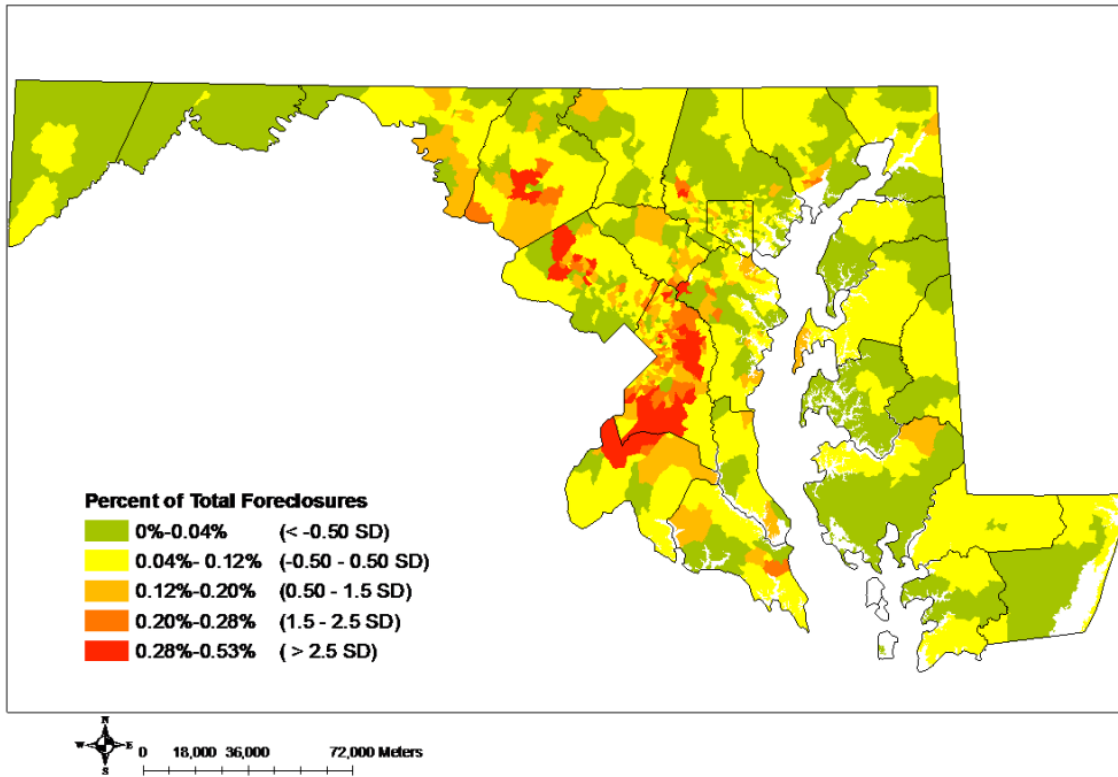 Percent of Total Foreclosures
0%-0.04% (< -0.50 SD)
0.04%- 0.12% (-0.50 - 0.50 SD)
0.12%-0.20% (0.50 - 1.5 SD)
0.20%-0.28% (1.5 - 2.5 SD)
0.28%-0.53% ( > 2.5 SD)
N
W E
S
0 18,000 36,000 72,000 Meters